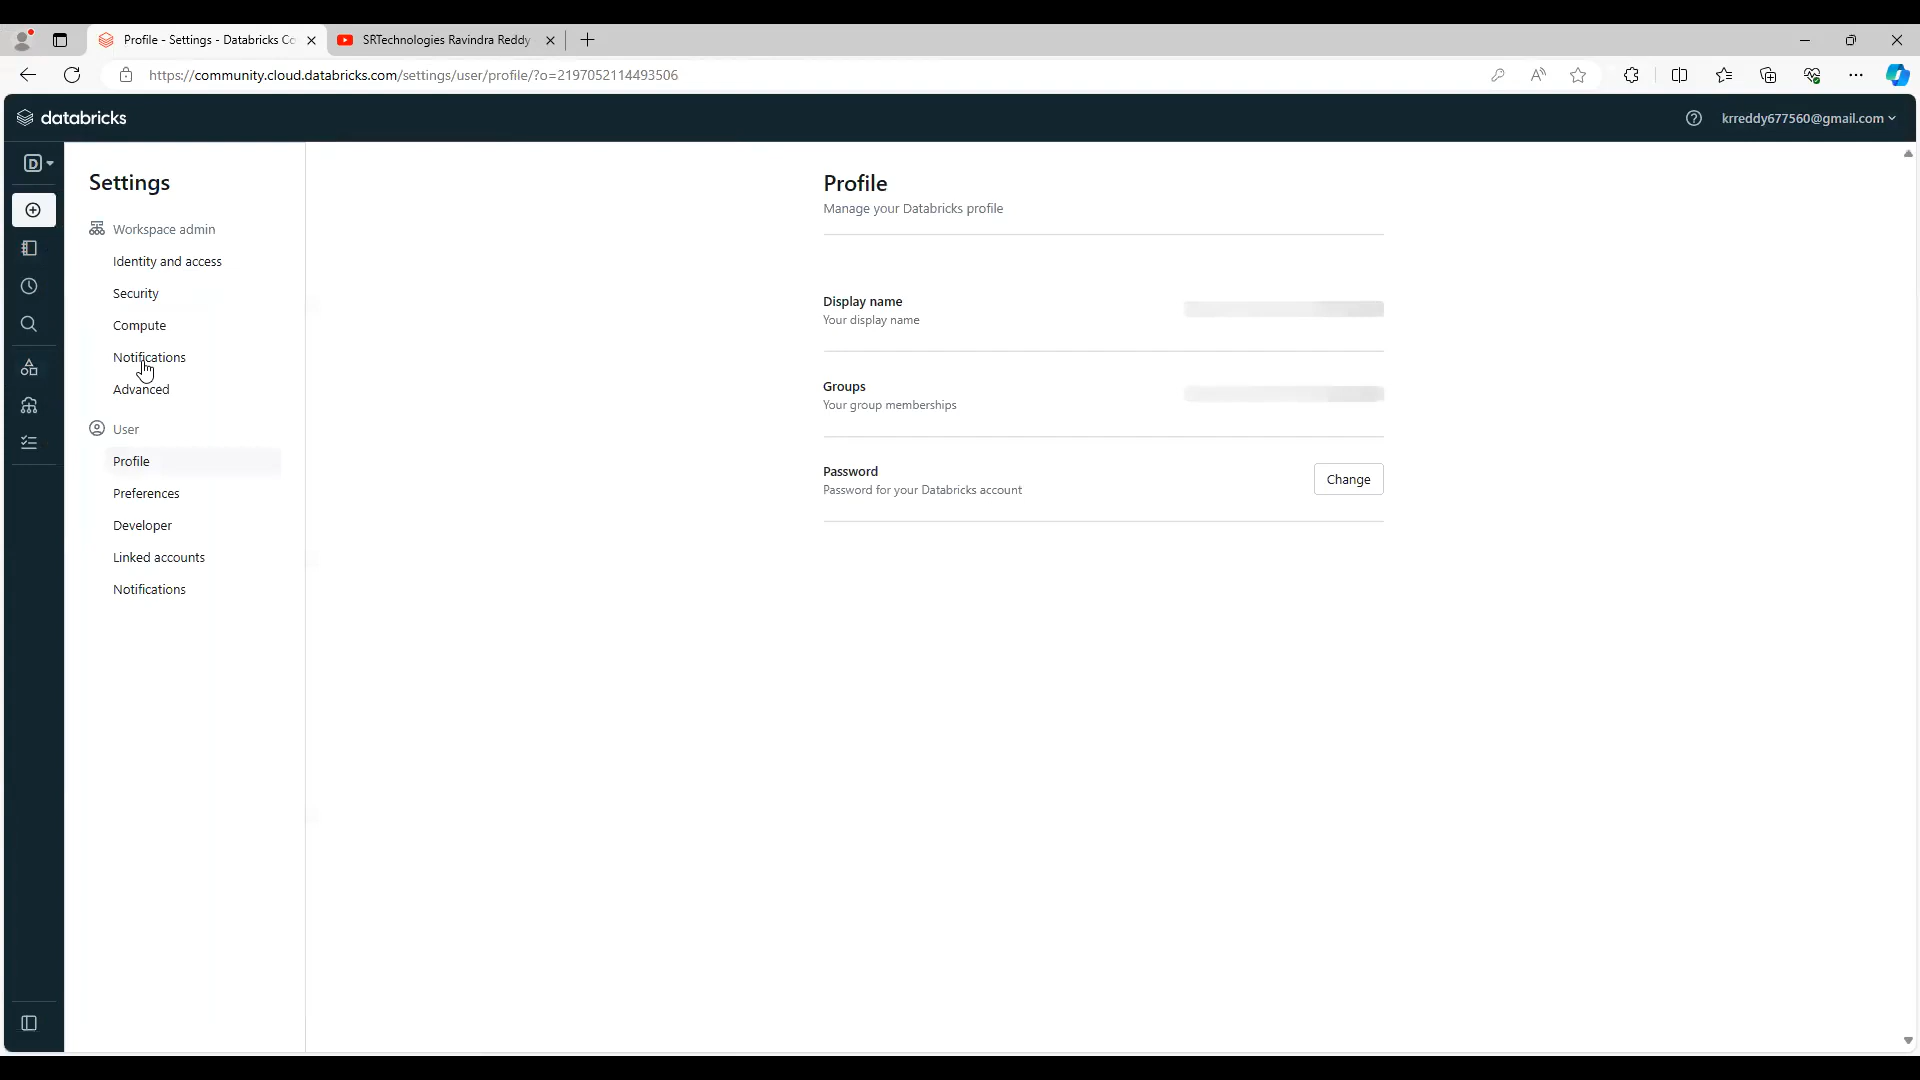 Profile - Settings - Databricks Co
SRTechnologies Ravindra Reddy
https://community.cloud.databricks.com/settings/user/profile/?o=2197052114493506
databricks
krreddy677560@gmail.com
D
Settings
Workspace admin
Identity and access
Security
Compute
Notifications
Advanced
User
Profile
Preferences
Developer
Linked accounts
Notifications
Profile
Manage your Databricks profile
Display name
Your display name
Groups
Your group memberships
Password
Password for your Databricks account
Change